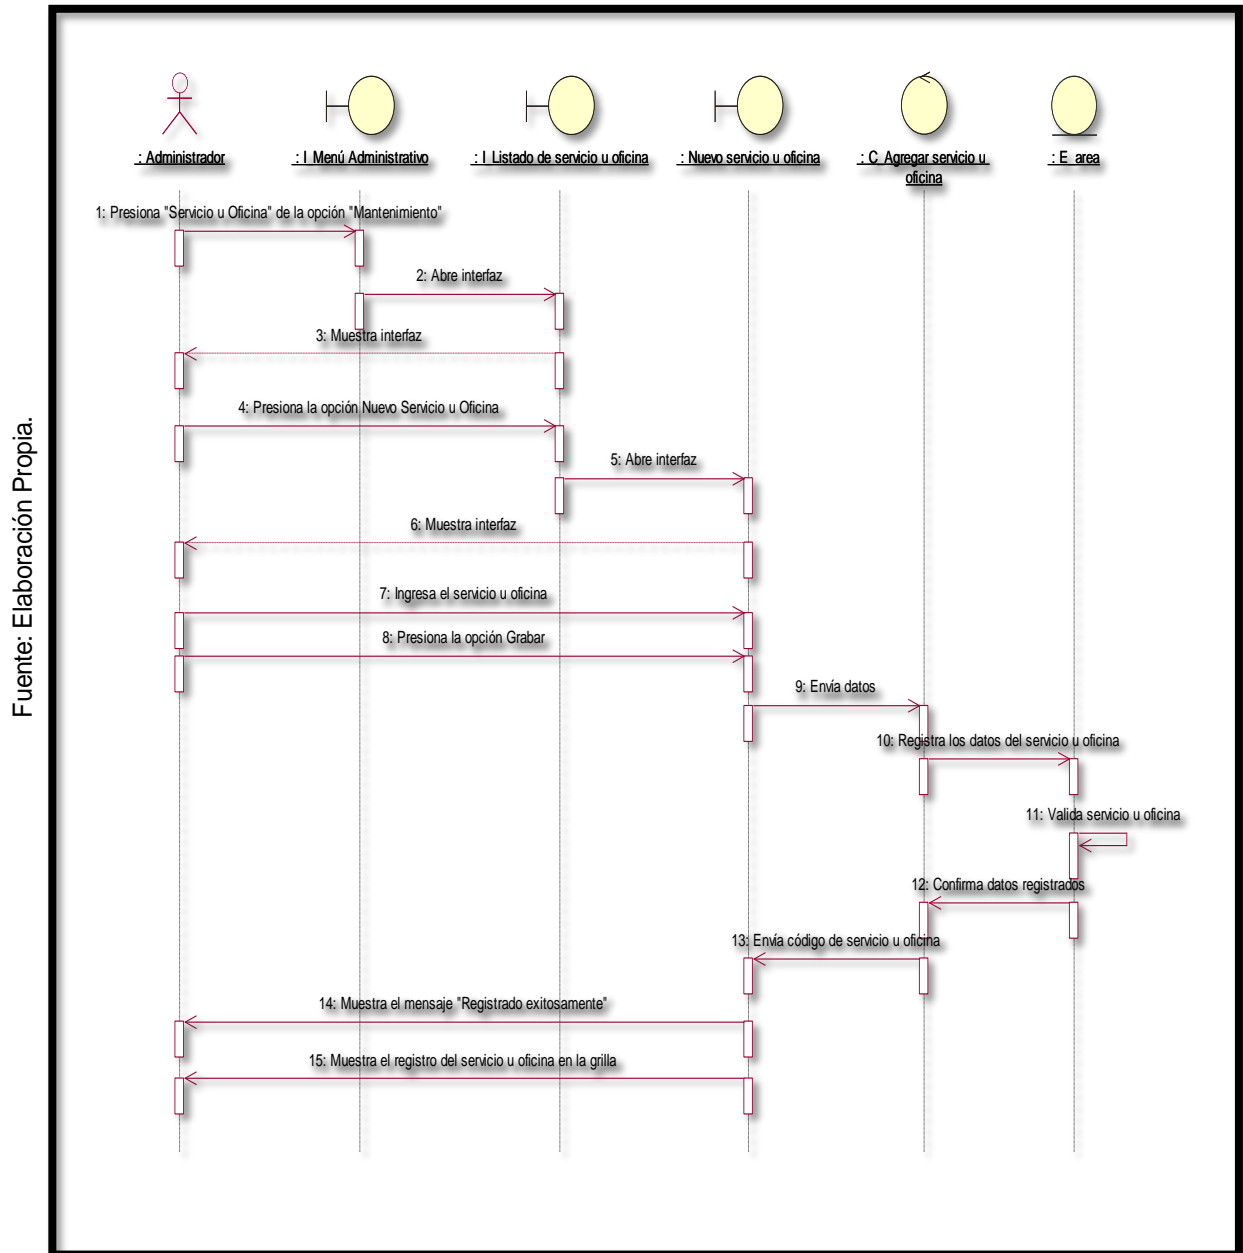 : Administrador
: I_Menú Administrativo
: I_Listado de servicio u oficina
: Nuevo servicio u oficina
: C_Agregar servicio u
oficina
: E_area
1: Presiona "Servicio u Oficina" de la opción "Mantenimiento"
2: Abre interfaz
3: Muestra interfaz
4: Presiona la opción Nuevo Servicio u Oficina
5: Abre interfaz
6: Muestra interfaz
7: Ingresa el servicio u oficina
8: Presiona la opción Grabar
9: Envía datos
10: Registra los datos del servicio u oficina
11: Valida servicio u oficina
12: Confirma datos registrados
13: Envía código de servicio u oficina
14: Muestra el mensaje "Registrado exitosamente"
15: Muestra el registro del servicio u oficina en la grilla
Fuente: Elaboración Propia.